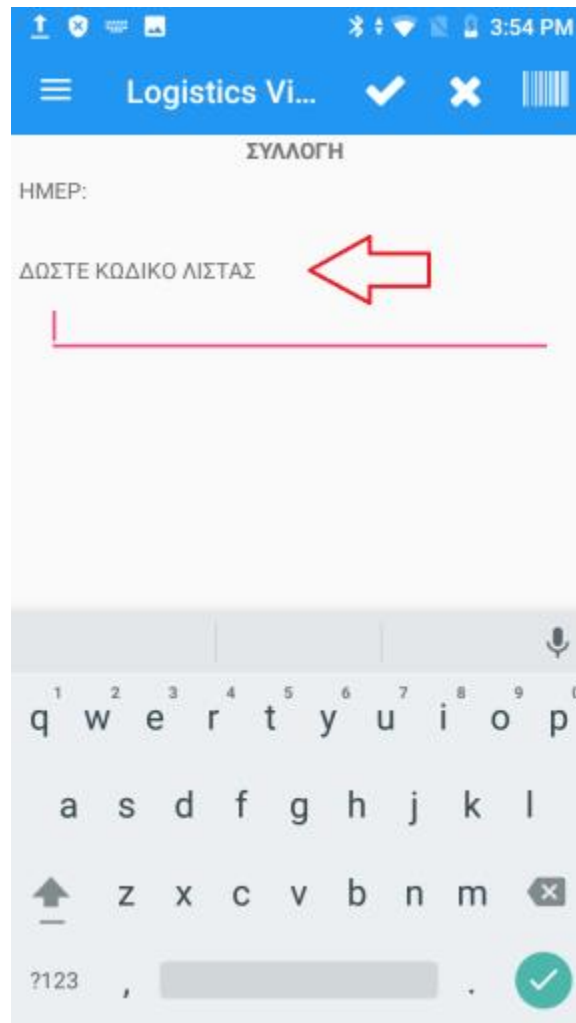 3:54 PM
Logistics Vi...
ΣΥΛΛΟΓΗ
ΗΜΕΡ:
ΔΩΣΤΕ ΚΩΔΙΚΟ ΛΙΣΤΑΣ
1 2 3 4 5 6 7 8 9 0
q w e r t y u i o p
a s d f g h j k l
z x c v b n m
?123 , .